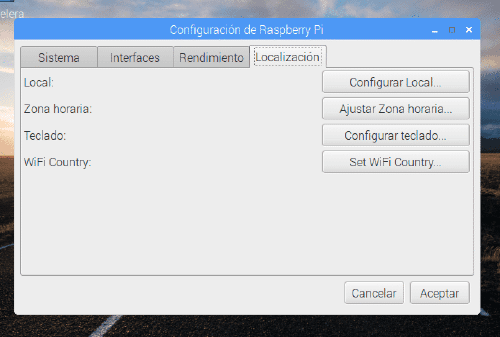 elera
Configuración de Raspberry Pi
Sistema Interfaces Rendimiento Localización
Local: Configurar Local...
Zona horaria: Ajustar Zona horaria...
Teclado: Configurar teclado...
WiFi Country: Set WiFi Country...
Cancelar Aceptar